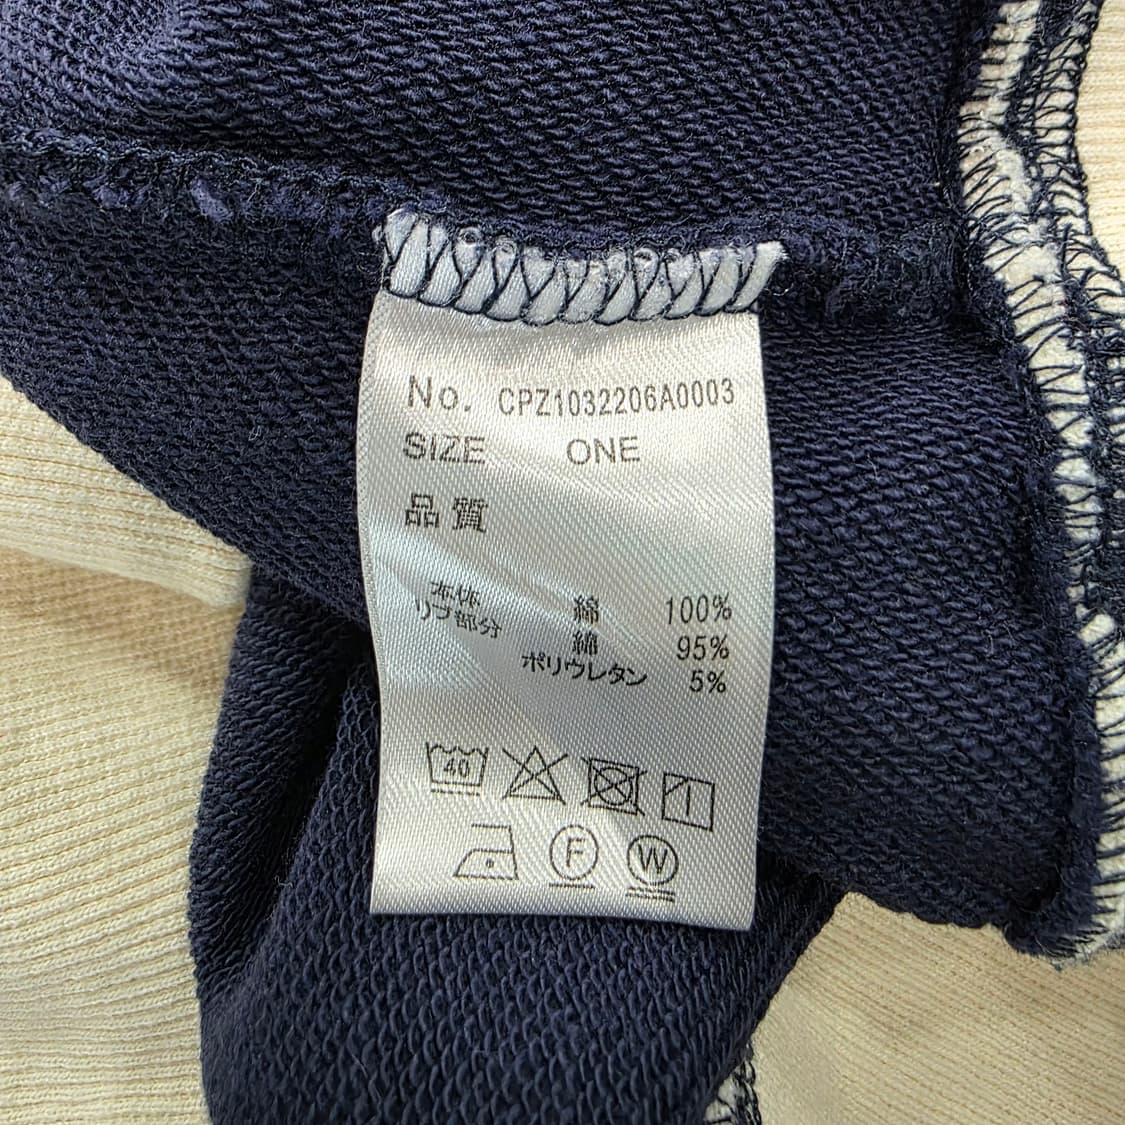 No. CPZ1032206A0003
SIZE ONE
品質
本体 綿 100%
リブ部分 綿 95%
ポリウレタン 5%
40
F W